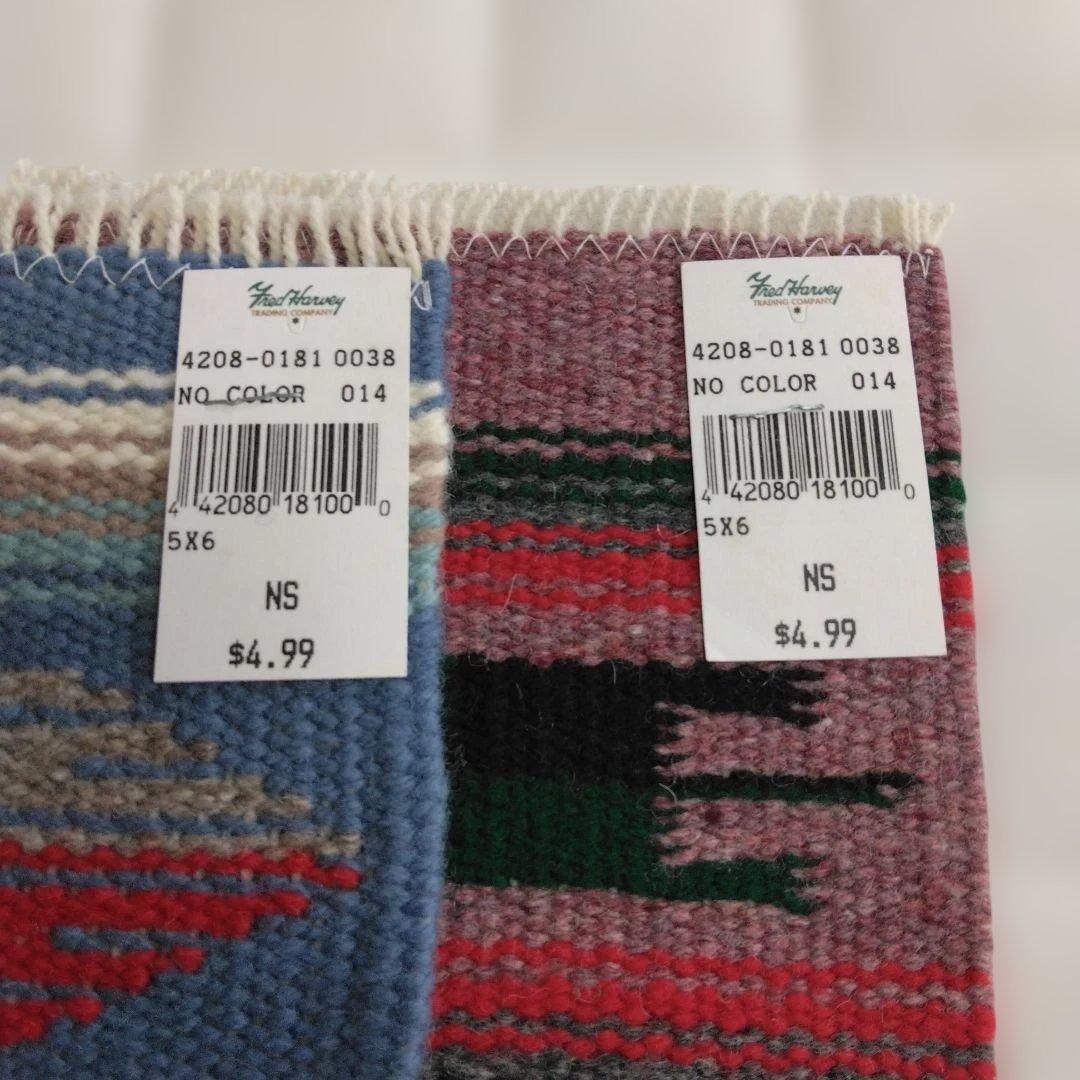 Fred Harvey
TRADING COMPANY
4208-0181 0038
NO COLOR 014
4 42080 18100 0
5X6
NS
$4.99
Fred Harvey
TRADING COMPANY
4208-0181 0038
NO COLOR 014
4 42080 18100 0
5X6
NS
$4.99